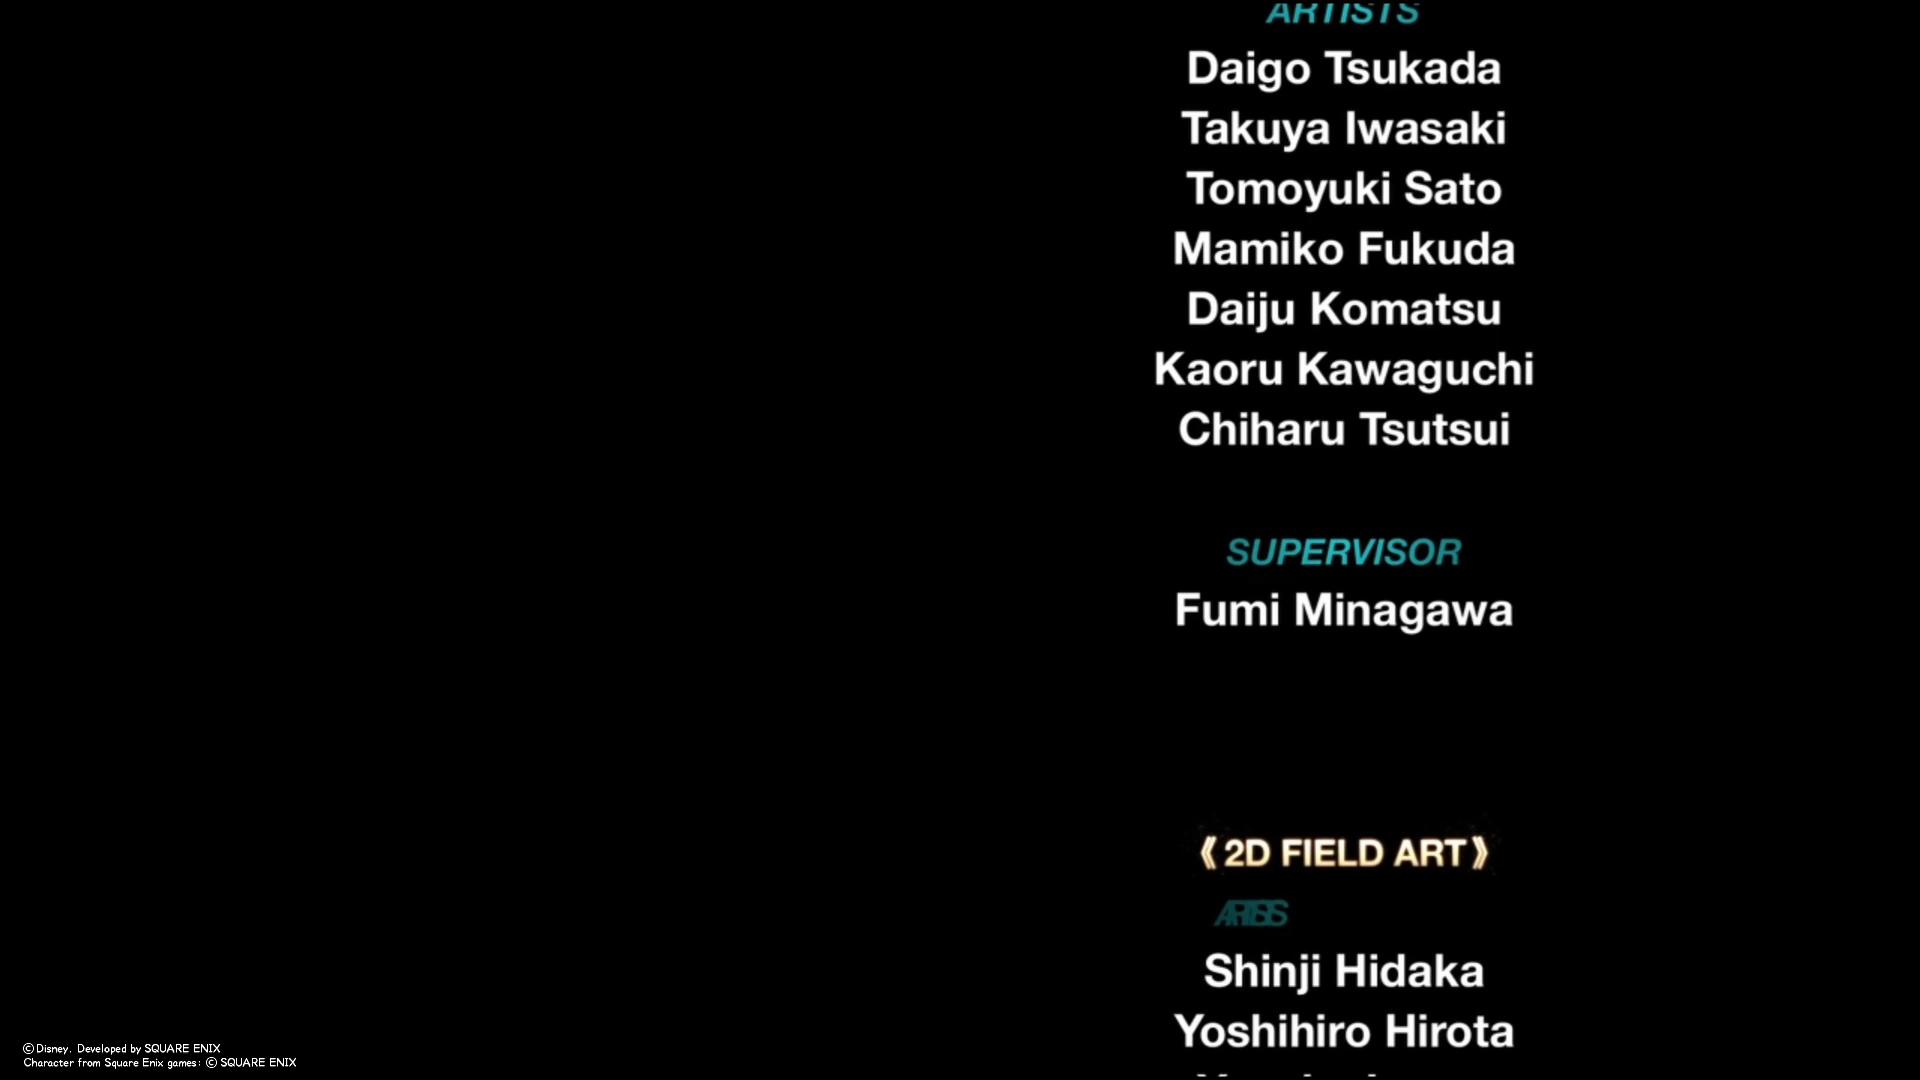 ARTISTS
Daigo Tsukada
Takuya Iwasaki
Tomoyuki Sato
Mamiko Fukuda
Daiju Komatsu
Kaoru Kawaguchi
Chiharu Tsutsui
SUPERVISOR
Fumi Minagawa
《2D FIELD ART》
ARTISTS
Shinji Hidaka
Yoshihiro Hirota
©Disney. Developed by SQUARE ENIX
Character from Square Enix games: © SQUARE ENIX